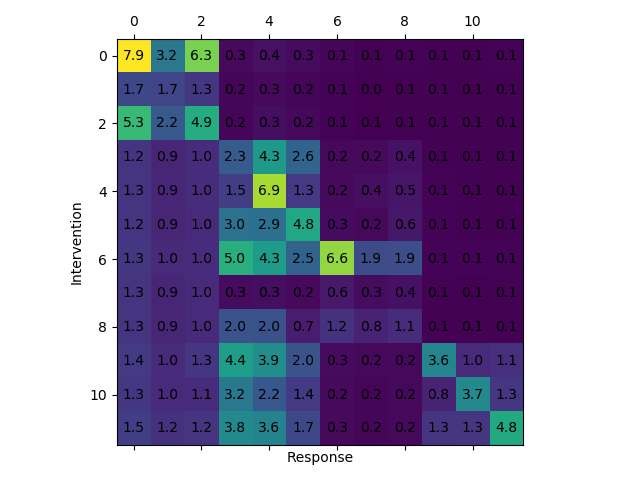 0 2 4 6 8 10
0 7.9 3.2 6.3 0.3 0.4 0.3 0.1 0.1 0.1 0.1 0.1 0.1
1.7 1.7 1.3 0.2 0.3 0.2 0.1 0.0 0.1 0.1 0.1 0.1
2 5.3 2.2 4.9 0.2 0.3 0.2 0.1 0.1 0.1 0.1 0.1 0.1
1.2 0.9 1.0 2.3 4.3 2.6 0.2 0.2 0.4 0.1 0.1 0.1
4 1.3 0.9 1.0 1.5 6.9 1.3 0.2 0.4 0.5 0.1 0.1 0.1
1.2 0.9 1.0 3.0 2.9 4.8 0.3 0.2 0.6 0.1 0.1 0.1
6 1.3 1.0 1.0 5.0 4.3 2.5 6.6 1.9 1.9 0.1 0.1 0.1
1.3 0.9 1.0 0.3 0.3 0.2 0.6 0.3 0.4 0.1 0.1 0.1
8 1.3 0.9 1.0 2.0 2.0 0.7 1.2 0.8 1.1 0.1 0.1 0.1
1.4 1.0 1.3 4.4 3.9 2.0 0.3 0.2 0.2 3.6 1.0 1.1
10 1.3 1.0 1.1 3.2 2.2 1.4 0.2 0.2 0.2 0.8 3.7 1.3
1.5 1.2 1.2 3.8 3.6 1.7 0.3 0.2 0.2 1.3 1.3 4.8
Intervention
Response